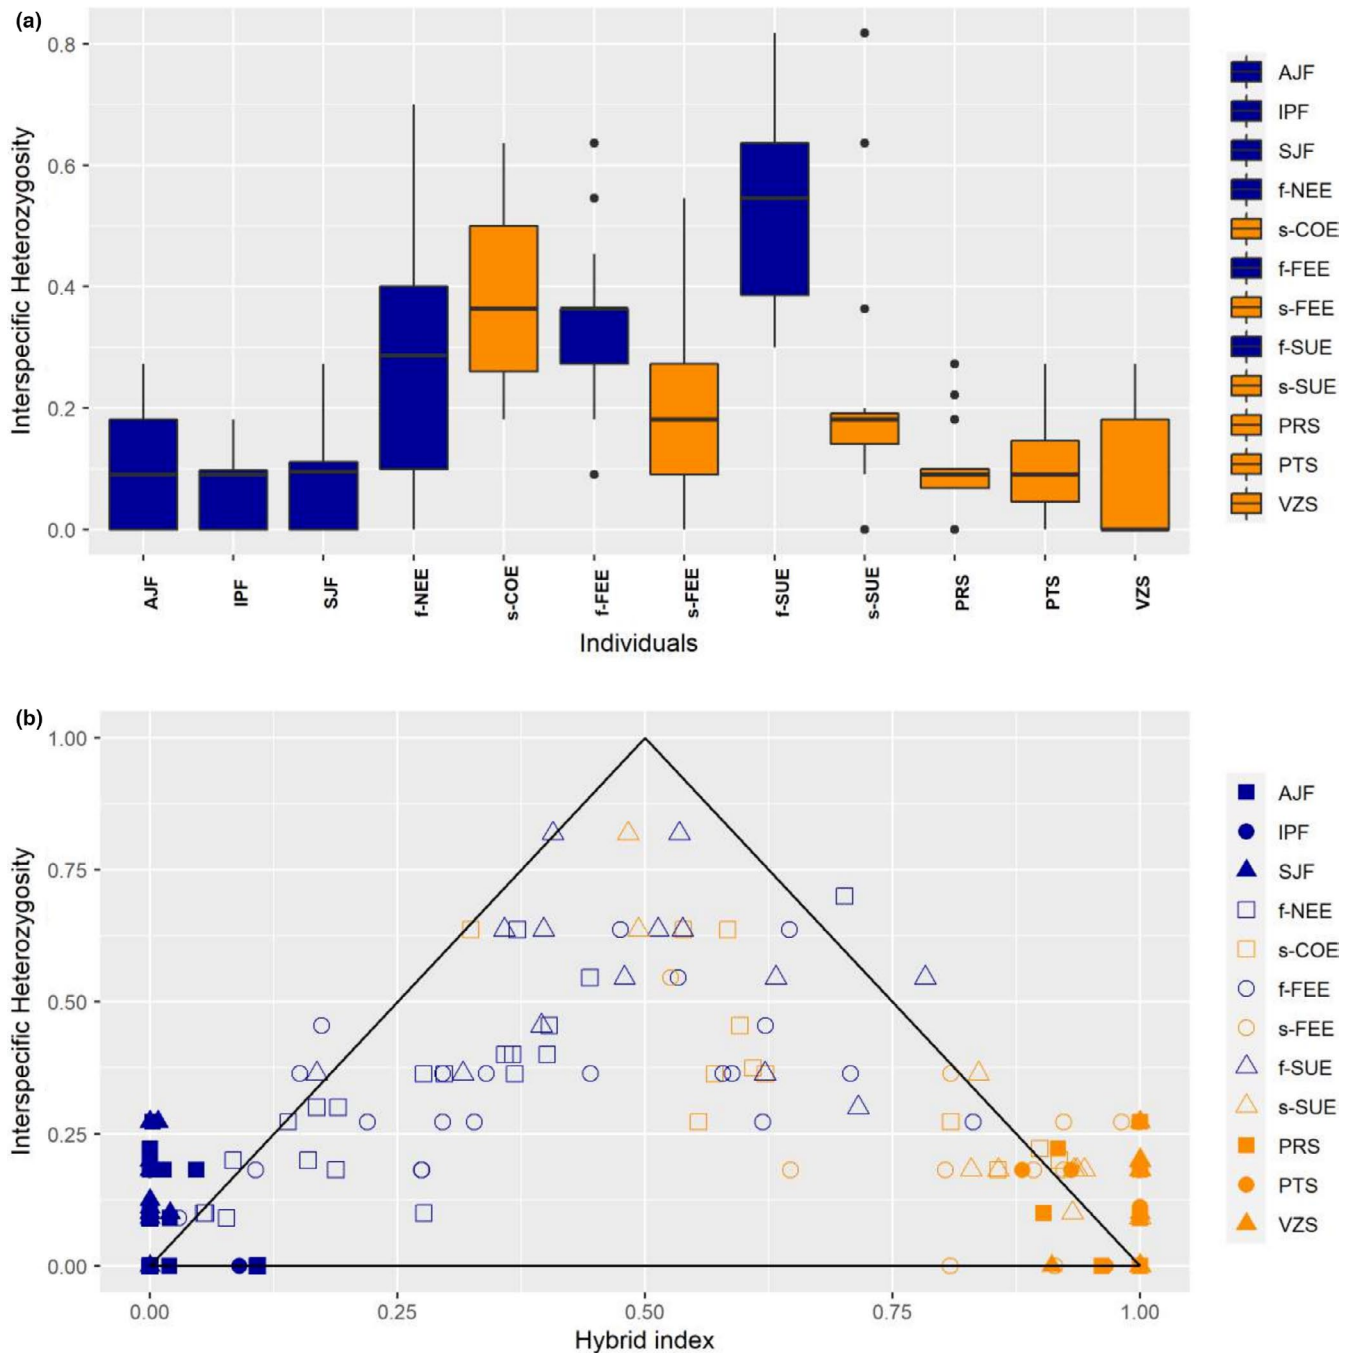 (a)
Interspecific Heterozygosity
0.8
0.6
0.4
0.2
0.0
AJF
IPF
SJF
f-NEE
s-COE
f-FEE
s-FEE
f-SUE
s-SUE
PRS
PTS
VZS
Individuals
AJF
IPF
SJF
f-NEE
s-COE
f-FEE
s-FEE
f-SUE
s-SUE
PRS
PTS
VZS
(b)
Interspecific Heterozygosity
1.00
0.75
0.50
0.25
0.00
0.00
0.25
0.50
0.75
1.00
Hybrid index
AJF
IPF
SJF
f-NEE
s-COE
f-FEE
s-FEE
f-SUE
s-SUE
PRS
PTS
VZS